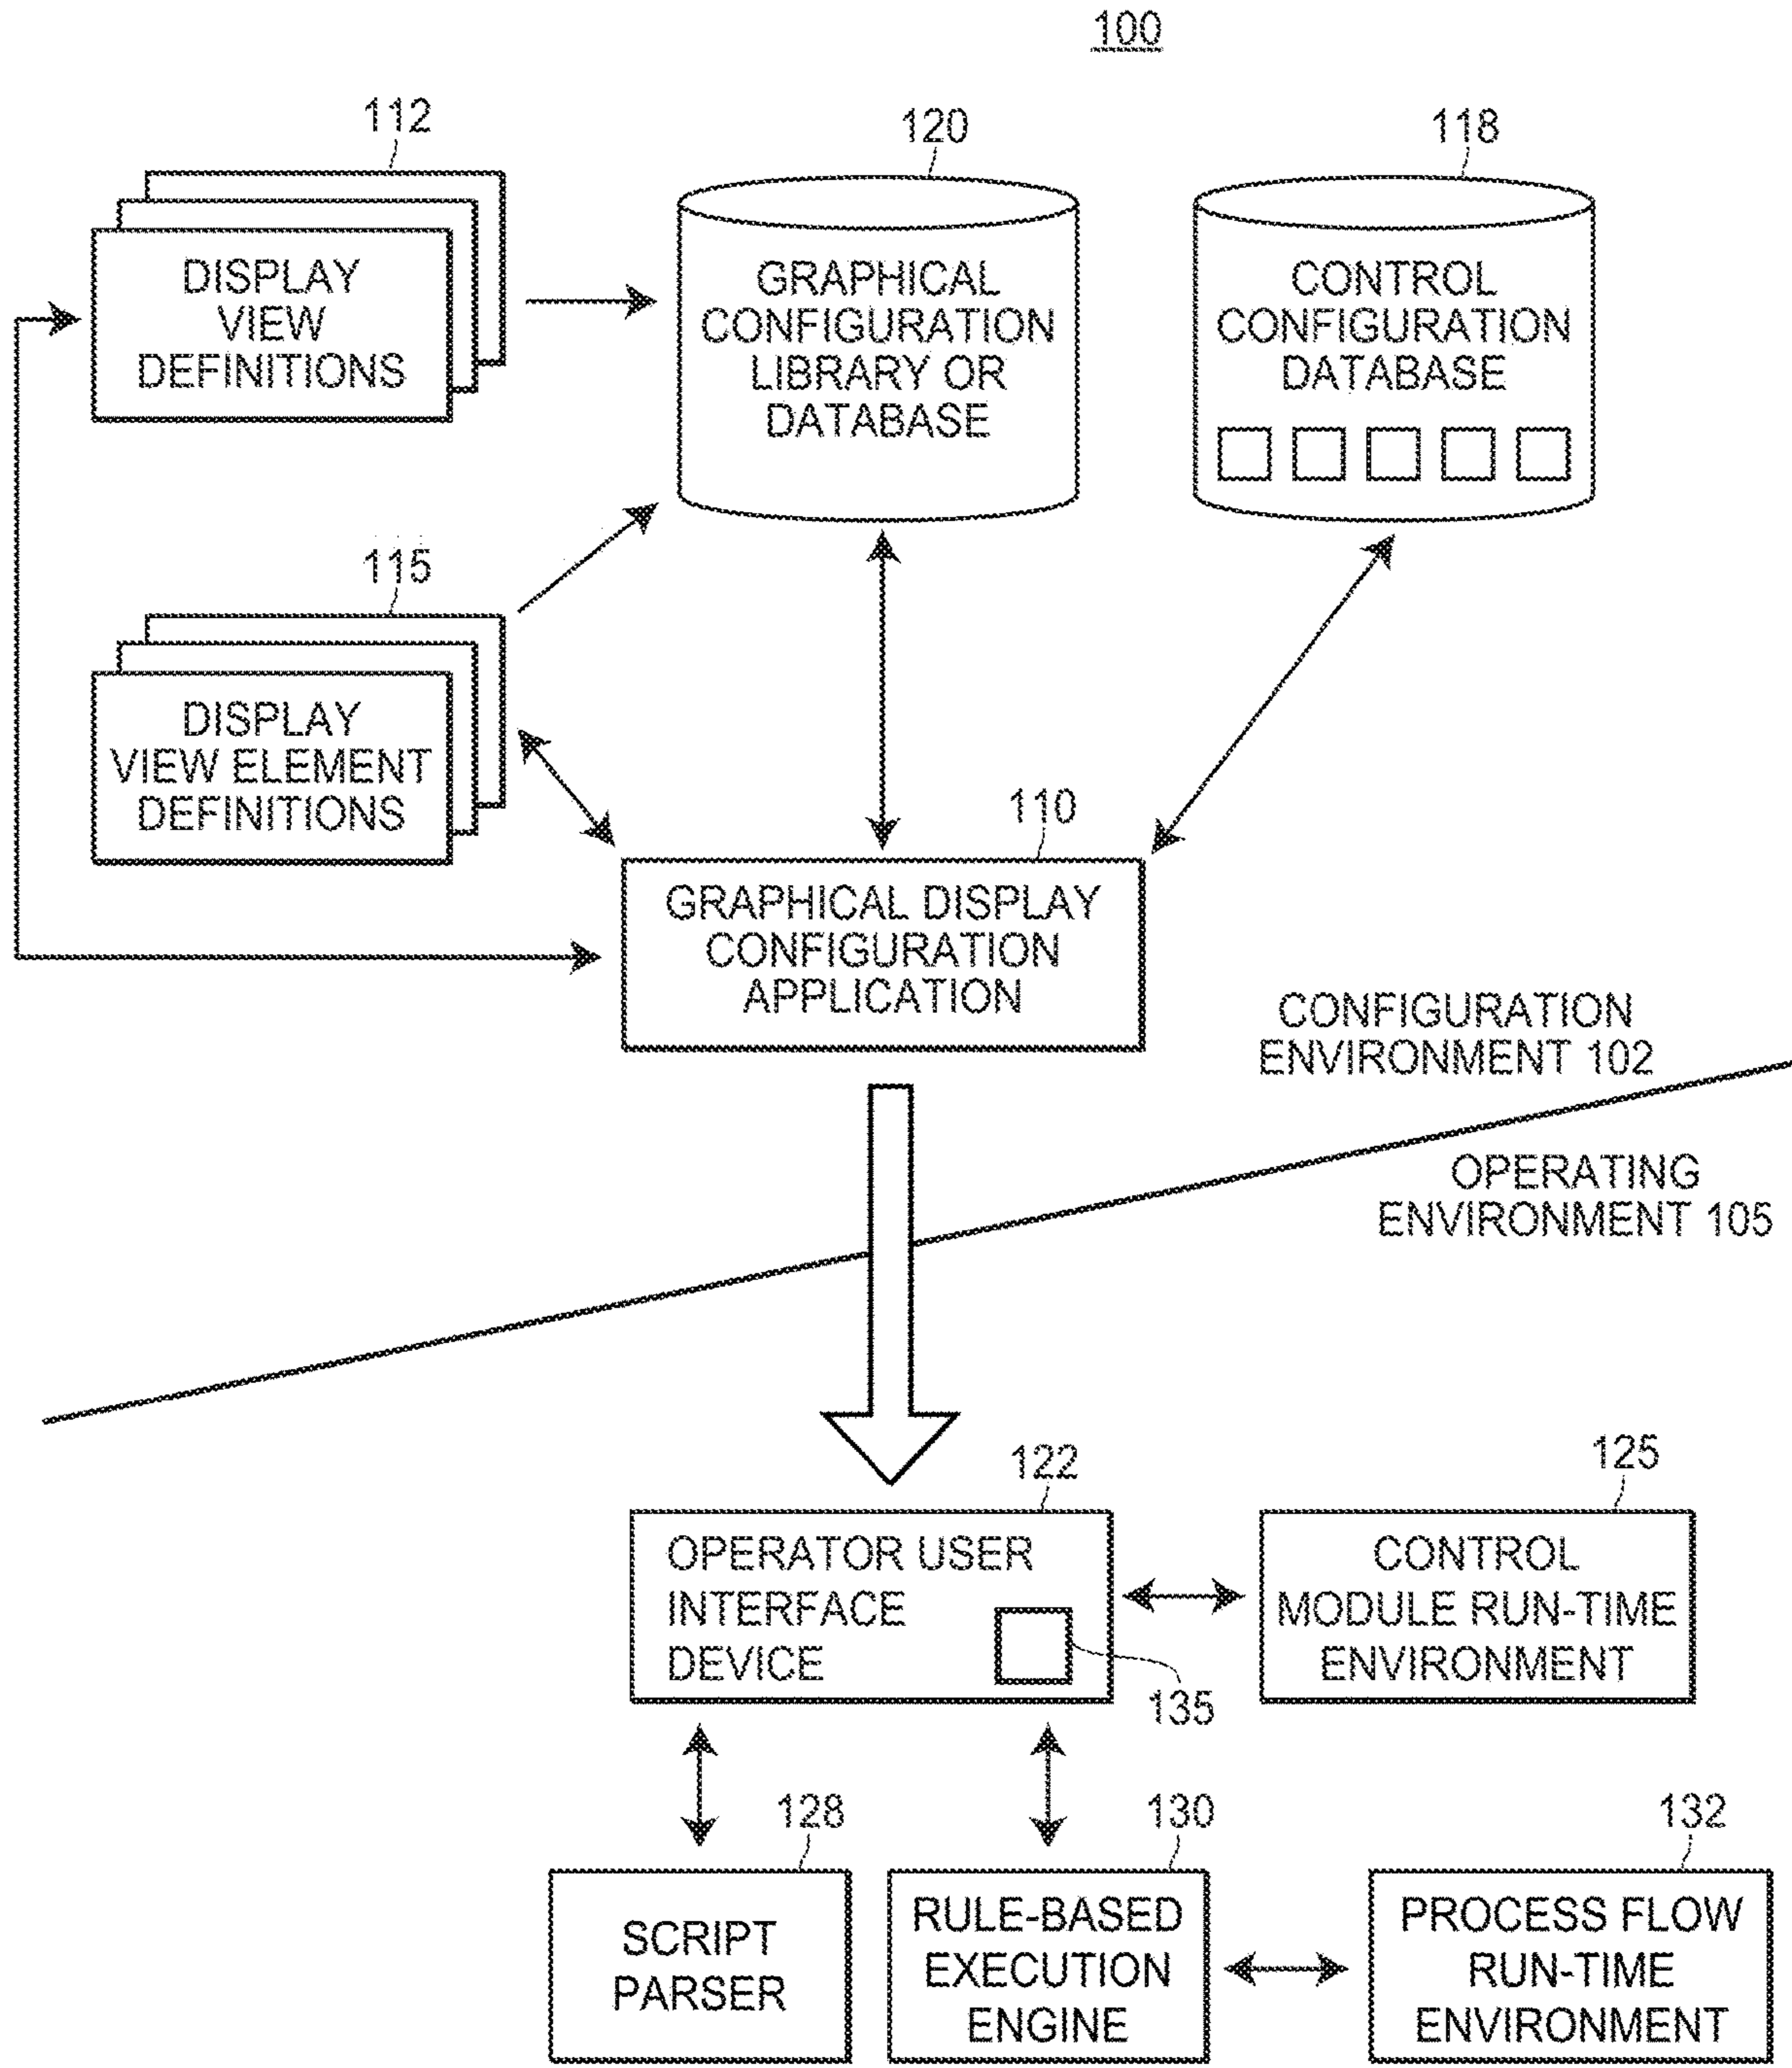 100
112
120
118
DISPLAY
VIEW
DEFINITIONS
GRAPHICAL
CONFIGURATION
LIBRARY OR
DATABASE
CONTROL
CONFIGURATION
DATABASE
115
DISPLAY
VIEW ELEMENT
DEFINITIONS
110
GRAPHICAL DISPLAY
CONFIGURATION
APPLICATION
CONFIGURATION
ENVIRONMENT 102
OPERATING
ENVIRONMENT 105
122
125
OPERATOR USER
INTERFACE
DEVICE
135
CONTROL
MODULE RUN-TIME
ENVIRONMENT
128
130
132
SCRIPT
PARSER
RULE-BASED
EXECUTION
ENGINE
PROCESS FLOW
RUN-TIME
ENVIRONMENT